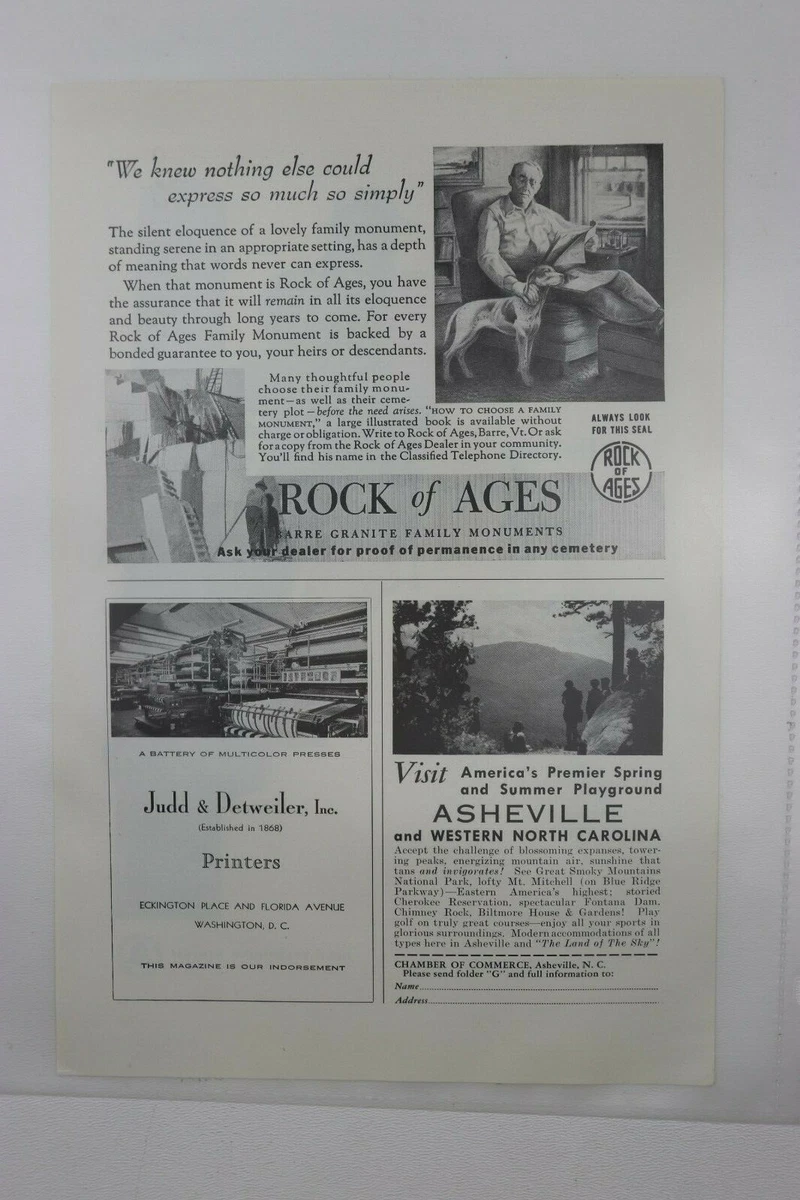 "We knew nothing else could
express so much so simply"
The silent eloquence of a lovely family monument,
standing serene in an appropriate setting, has a depth
of meaning that words never can express.
When that monument is Rock of Ages, you have
the assurance that it will remain in all its eloquence
and beauty through long years to come. For every
Rock of Ages Family Monument is backed by a
bonded guarantee to you, your heirs or descendants.
Many thoughtful people
choose their family monu-
ment—as well as their ceme-
tery plot—before the need arises. "HOW TO CHOOSE A FAMILY
MONUMENT," a large illustrated book is available without
charge or obligation. Write to Rock of Ages, Barre, Vt. Or ask
for a copy from the Rock of Ages Dealer in your community.
You'll find his name in the Classified Telephone Directory.
ALWAYS LOOK
FOR THIS SEAL
ROCK
OF
AGES
ROCK of AGES
BARRE GRANITE FAMILY MONUMENTS
Ask your dealer for proof of permanence in any cemetery
A BATTERY OF MULTICOLOR PRESSES
Judd & Detweiler, Inc.
(Established in 1868)
Printers
ECKINGTON PLACE AND FLORIDA AVENUE
WASHINGTON, D. C.
THIS MAGAZINE IS OUR INDORSEMENT
Visit America's Premier Spring
and Summer Playground
ASHEVILLE
and WESTERN NORTH CAROLINA
Accept the challenge of blossoming expanses, tower-
ing peaks, energizing mountain air, sunshine that
tans and invigorates! See Great Smoky Mountains
National Park, lofty Mt. Mitchell (on Blue Ridge
Parkway)—Eastern America's highest; storied
Cherokee Reservation, spectacular Fontana Dam,
Chimney Rock, Biltmore House & Gardens! Play
golf on truly great courses—enjoy all your sports in
glorious surroundings. Modern accommodations of all
types here in Asheville and "The Land of The Sky"!
CHAMBER OF COMMERCE, Asheville, N. C.
Please send folder "G" and full information to:
Name
Address